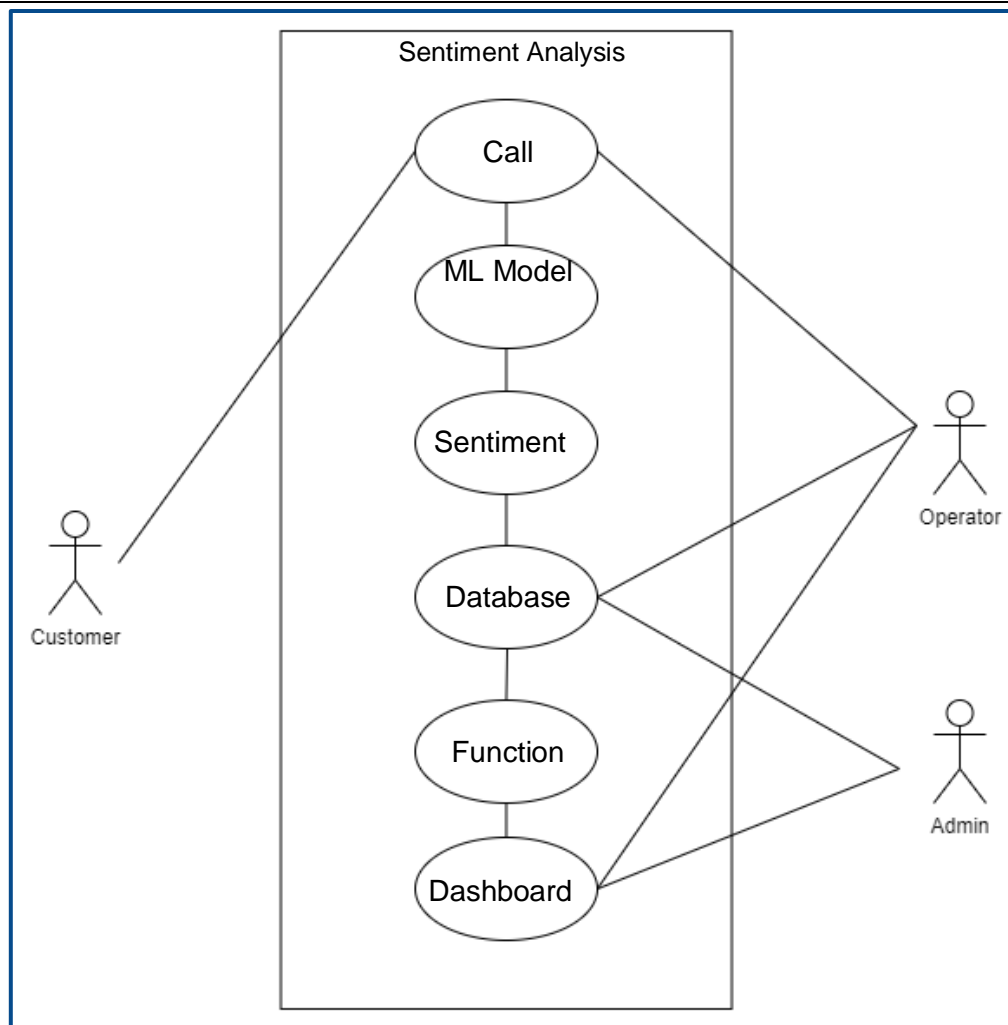 Sentiment Analysis
Call
ML Model
Sentiment
Operator
Database
Customer
Function
Admin
Dashboard